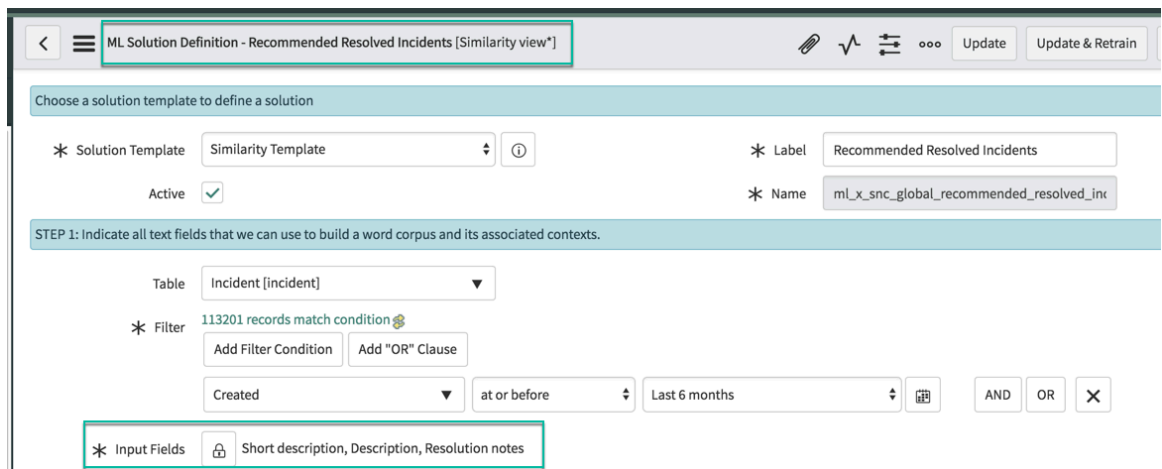 ML Solution Definition - Recommended Resolved Incidents [Similarity view*]
Update
Update & Retrain
Choose a solution template to define a solution
Solution Template
Similarity Template
Label
Recommended Resolved Incidents
Active
Name
ml_x_snc_global_recommended_resolved_inc
STEP 1: Indicate all text fields that we can use to build a word corpus and its associated contexts.
Table
Incident [incident]
Filter
113201 records match condition
Add Filter Condition
Add "OR" Clause
Created
at or before
Last 6 months
AND
OR
Input Fields
Short description, Description, Resolution notes